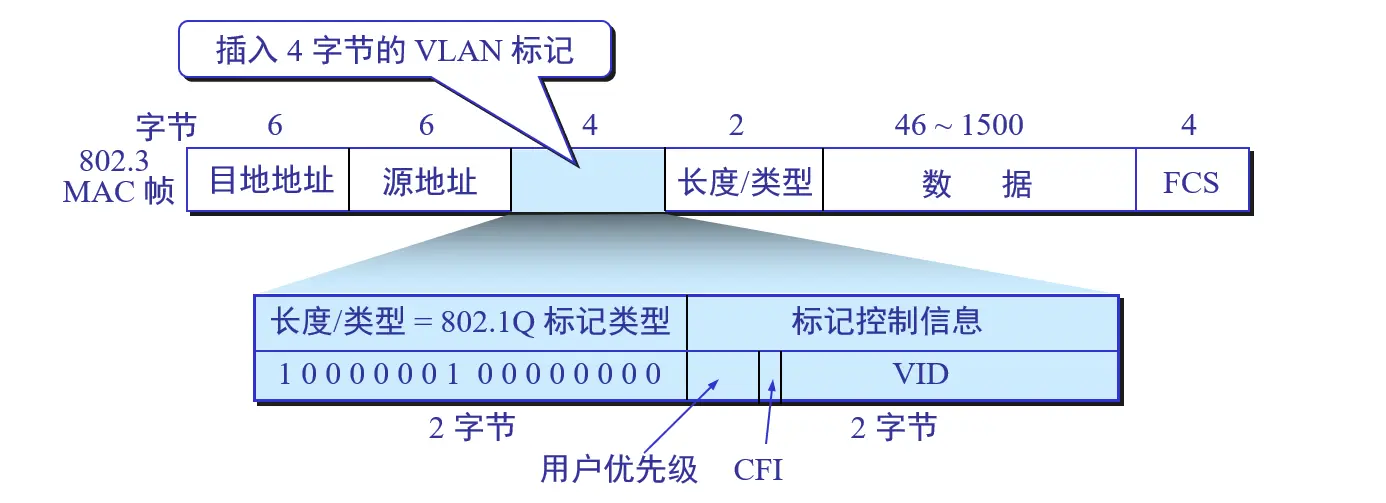 插入 4 字节的 VLAN 标记
字节 6 6 4 2 46 ~ 1500 4
802.3
MAC 帧
目地地址 源地址 长度/类型 数 据 FCS
长度/类型 = 802.1Q 标记类型 标记控制信息
1 0 0 0 0 0 0 1 0 0 0 0 0 0 0 0 VID
2 字节 2 字节
用户优先级 CFI